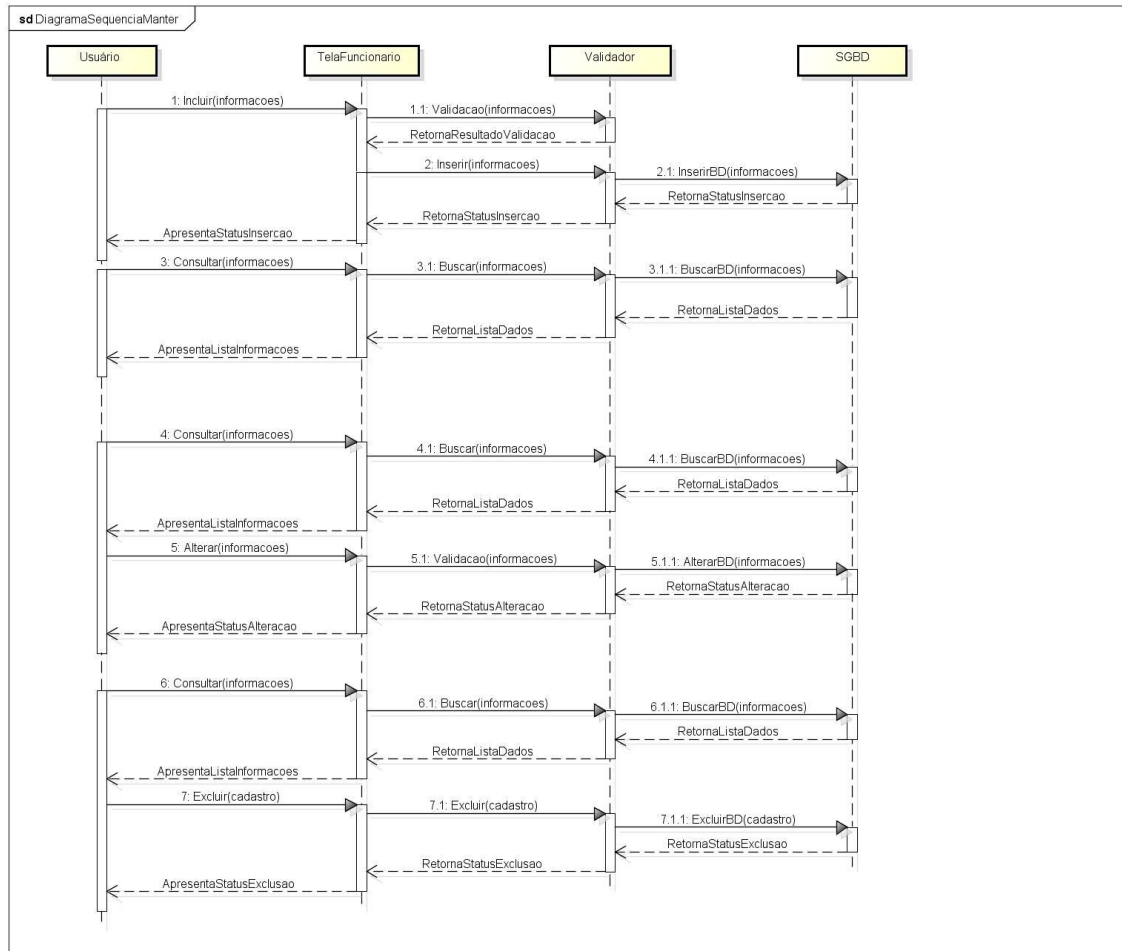 sd DiagramaSequenciaManter
Usuário
TelaFuncionario
Validador
SGBD
1: Incluir(informacoes)
1.1: Validacao(informacoes)
RetornaResultadoValidacao
2: Inserir(informacoes)
2.1: InserirBD(informacoes)
RetornaStatusInsercao
RetornaStatusInsercao
ApresentaStatusInsercao
3: Consultar(informacoes)
3.1: Buscar(informacoes)
3.1.1: BuscarBD(informacoes)
RetornaListaDados
RetornaListaDados
ApresentaListaInformacoes
4: Consultar(informacoes)
4.1: Buscar(informacoes)
4.1.1: BuscarBD(informacoes)
RetornaListaDados
RetornaListaDados
ApresentaListaInformacoes
5: Alterar(informacoes)
5.1: Validacao(informacoes)
5.1.1: AlterarBD(informacoes)
RetornaStatusAlteracao
RetornaStatusAlteracao
ApresentaStatusAlteracao
6: Consultar(informacoes)
6.1: Buscar(informacoes)
6.1.1: BuscarBD(informacoes)
RetornaListaDados
RetornaListaDados
ApresentaListaInformacoes
7: Excluir(cadastro)
7.1: Excluir(cadastro)
7.1.1: ExcluirBD(cadastro)
RetornaStatusExclusao
RetornaStatusExclusao
ApresentaStatusExclusao